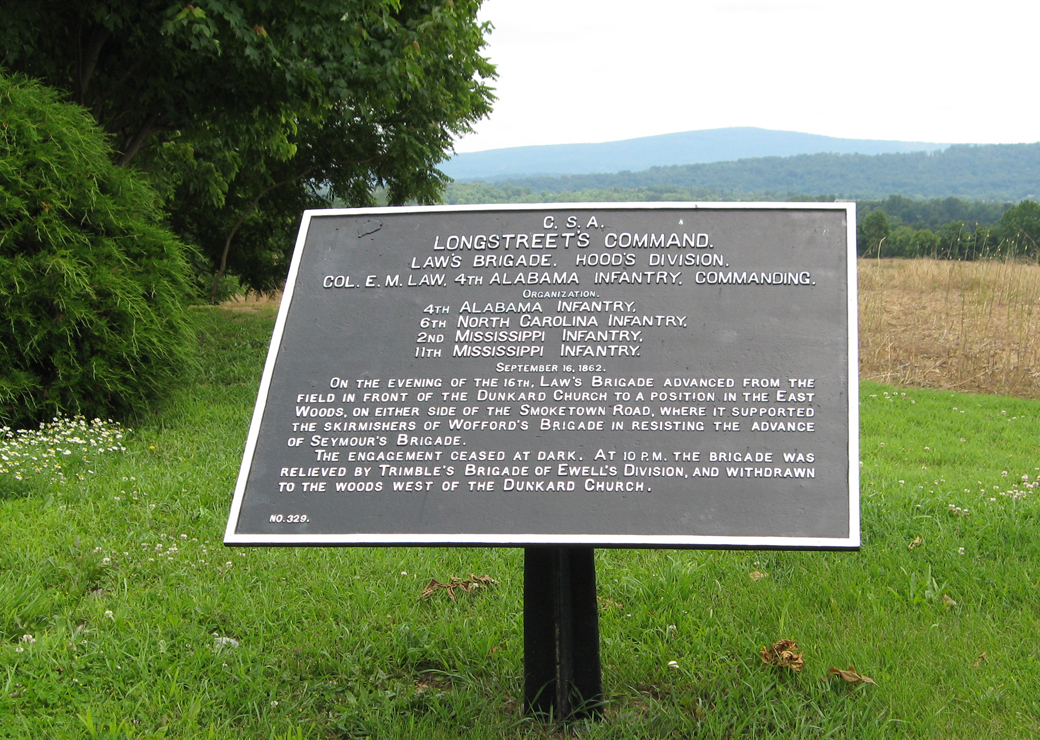 C. S. A.
LONGSTREET'S COMMAND.
LAW'S BRIGADE. HOOD'S DIVISION.
COL. E. M. LAW, 4TH ALABAMA INFANTRY, COMMANDING.
ORGANIZATION.
4TH ALABAMA INFANTRY,
6TH NORTH CAROLINA INFANTRY,
2ND MISSISSIPPI INFANTRY,
11TH MISSISSIPPI INFANTRY.
SEPTEMBER 16, 1862.
ON THE EVENING OF THE 16TH, LAW'S BRIGADE ADVANCED FROM THE
FIELD IN FRONT OF THE DUNKARD CHURCH TO A POSITION IN THE EAST
WOODS, ON EITHER SIDE OF THE SMOKETOWN ROAD, WHERE IT SUPPORTED
THE SKIRMISHERS OF WOFFORD'S BRIGADE IN RESISTING THE ADVANCE
OF SEYMOUR'S BRIGADE.
THE ENGAGEMENT CEASED AT DARK. AT 10 P.M. THE BRIGADE WAS
RELIEVED BY TRIMBLE'S BRIGADE OF EWELL'S DIVISION, AND WITHDRAWN
TO THE WOODS WEST OF THE DUNKARD CHURCH.
NO. 329.